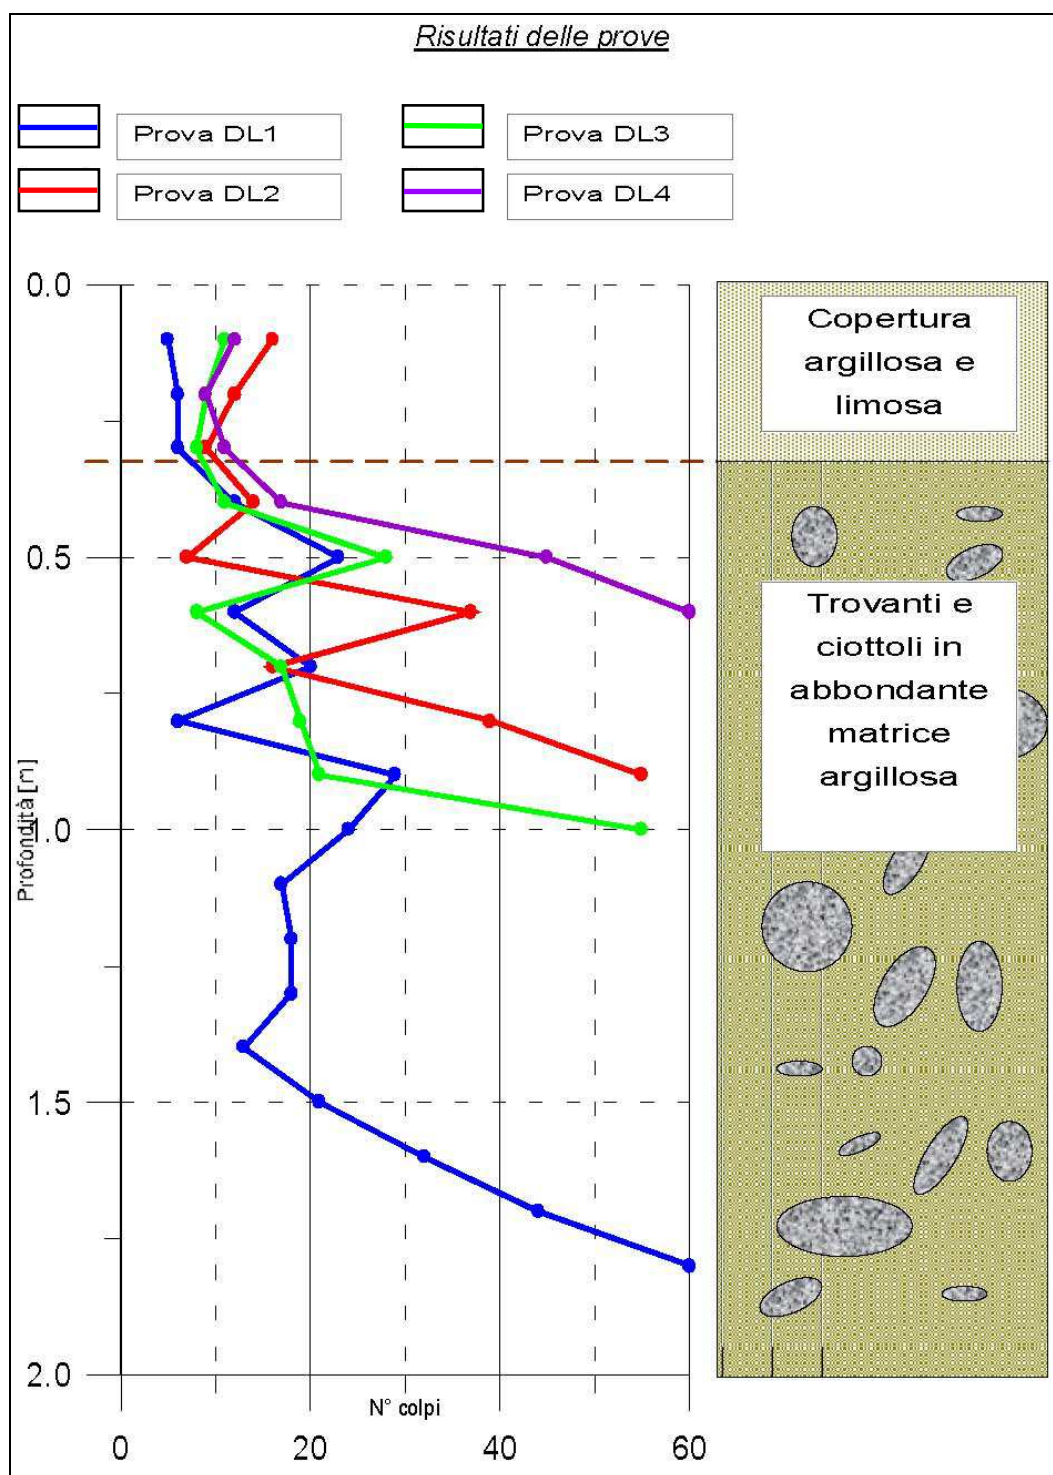 Risultati delle prove
Prova DL1
Prova DL3
Prova DL2
Prova DL4
0.0
0.5
1.0
1.5
2.0
Profondità [m]
0
20
40
60
N° colpi
Copertura
argillosa e
limosa
Trovanti e
ciottoli in
abbondante
matrice
argillosa